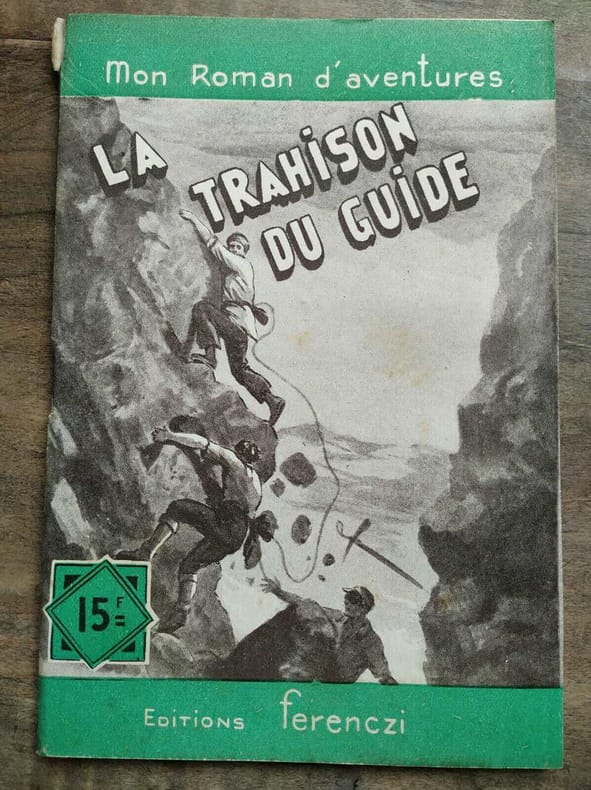 Mon Roman d'aventures
LA TRAHISON
DU GUIDE
15F
EDITIONS ferenczi